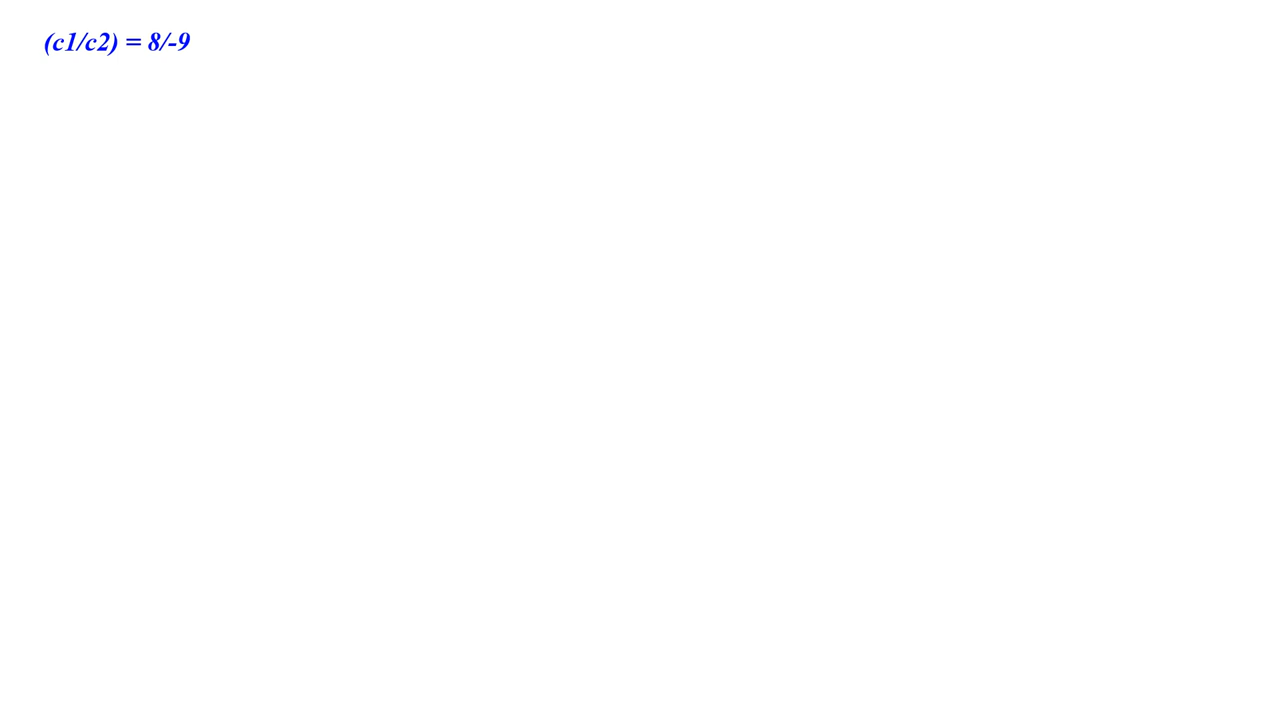 (c1/c2) = 8/-9